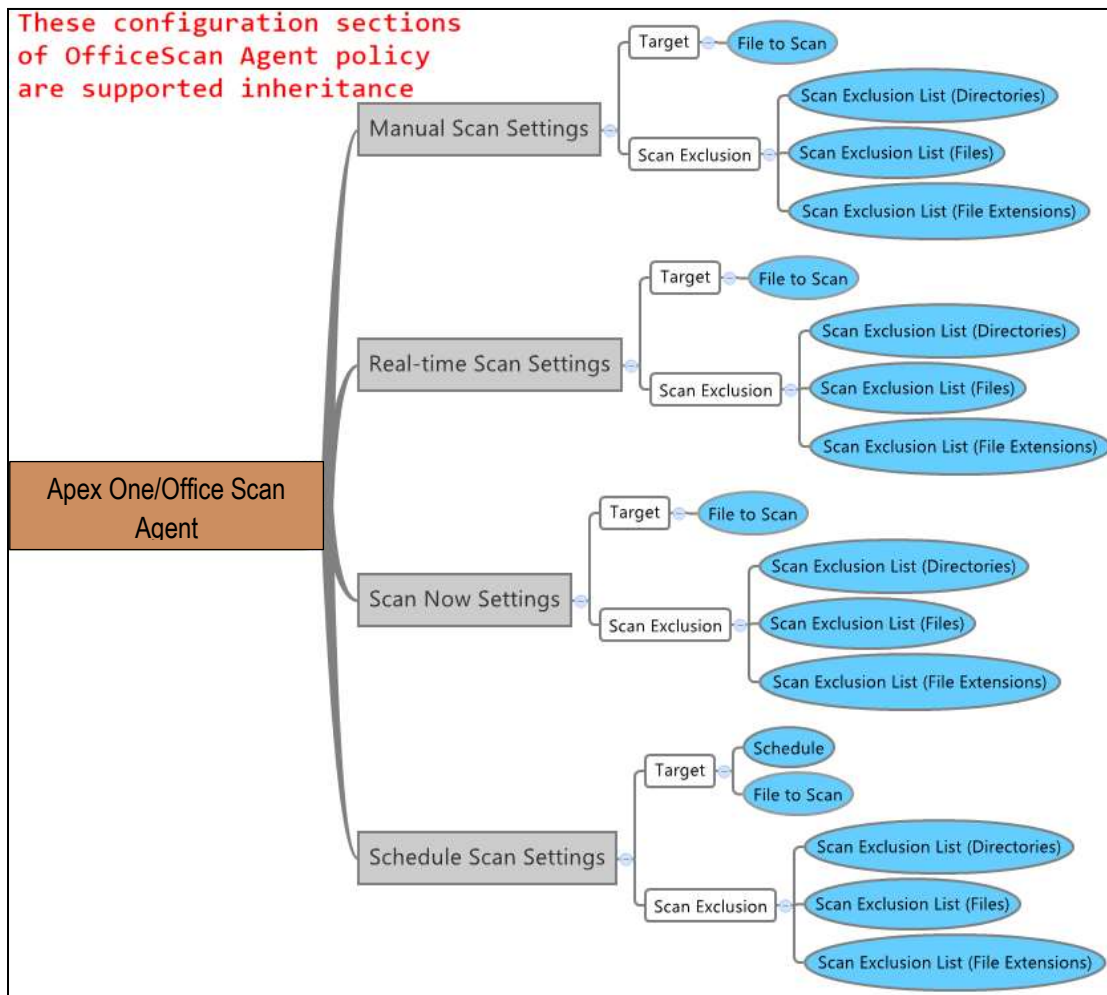 These configuration sections
of OfficeScan Agent policy
are supported inheritance
Apex One/Office Scan
Agent
Manual Scan Settings
Target
File to Scan
Scan Exclusion
Scan Exclusion List (Directories)
Scan Exclusion List (Files)
Scan Exclusion List (File Extensions)
Real-time Scan Settings
Target
File to Scan
Scan Exclusion
Scan Exclusion List (Directories)
Scan Exclusion List (Files)
Scan Exclusion List (File Extensions)
Scan Now Settings
Target
File to Scan
Scan Exclusion
Scan Exclusion List (Directories)
Scan Exclusion List (Files)
Scan Exclusion List (File Extensions)
Schedule Scan Settings
Target
Schedule
File to Scan
Scan Exclusion
Scan Exclusion List (Directories)
Scan Exclusion List (Files)
Scan Exclusion List (File Extensions)